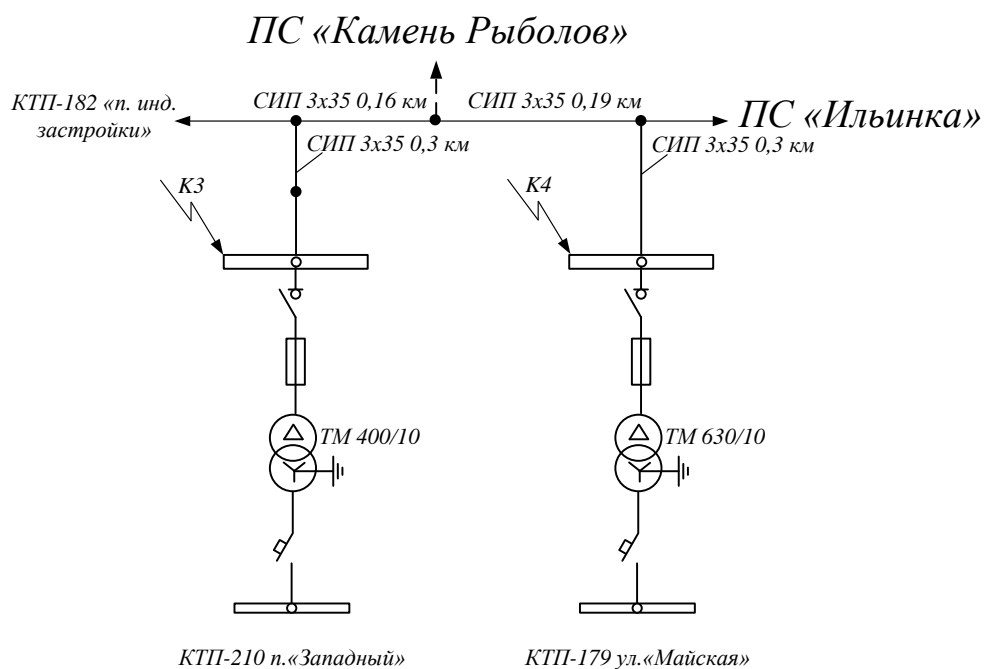 ПС «Камень Рыболов»
КТП-182 «п. инд.
застройки»
СИП 3х35 0,16 км
СИП 3х35 0,19 км
ПС «Ильинка»
СИП 3х35 0,3 км
СИП 3х35 0,3 км
К3
К4
ТМ 400/10
ТМ 630/10
КТП-210 п.«Западный»
КТП-179 ул.«Майская»